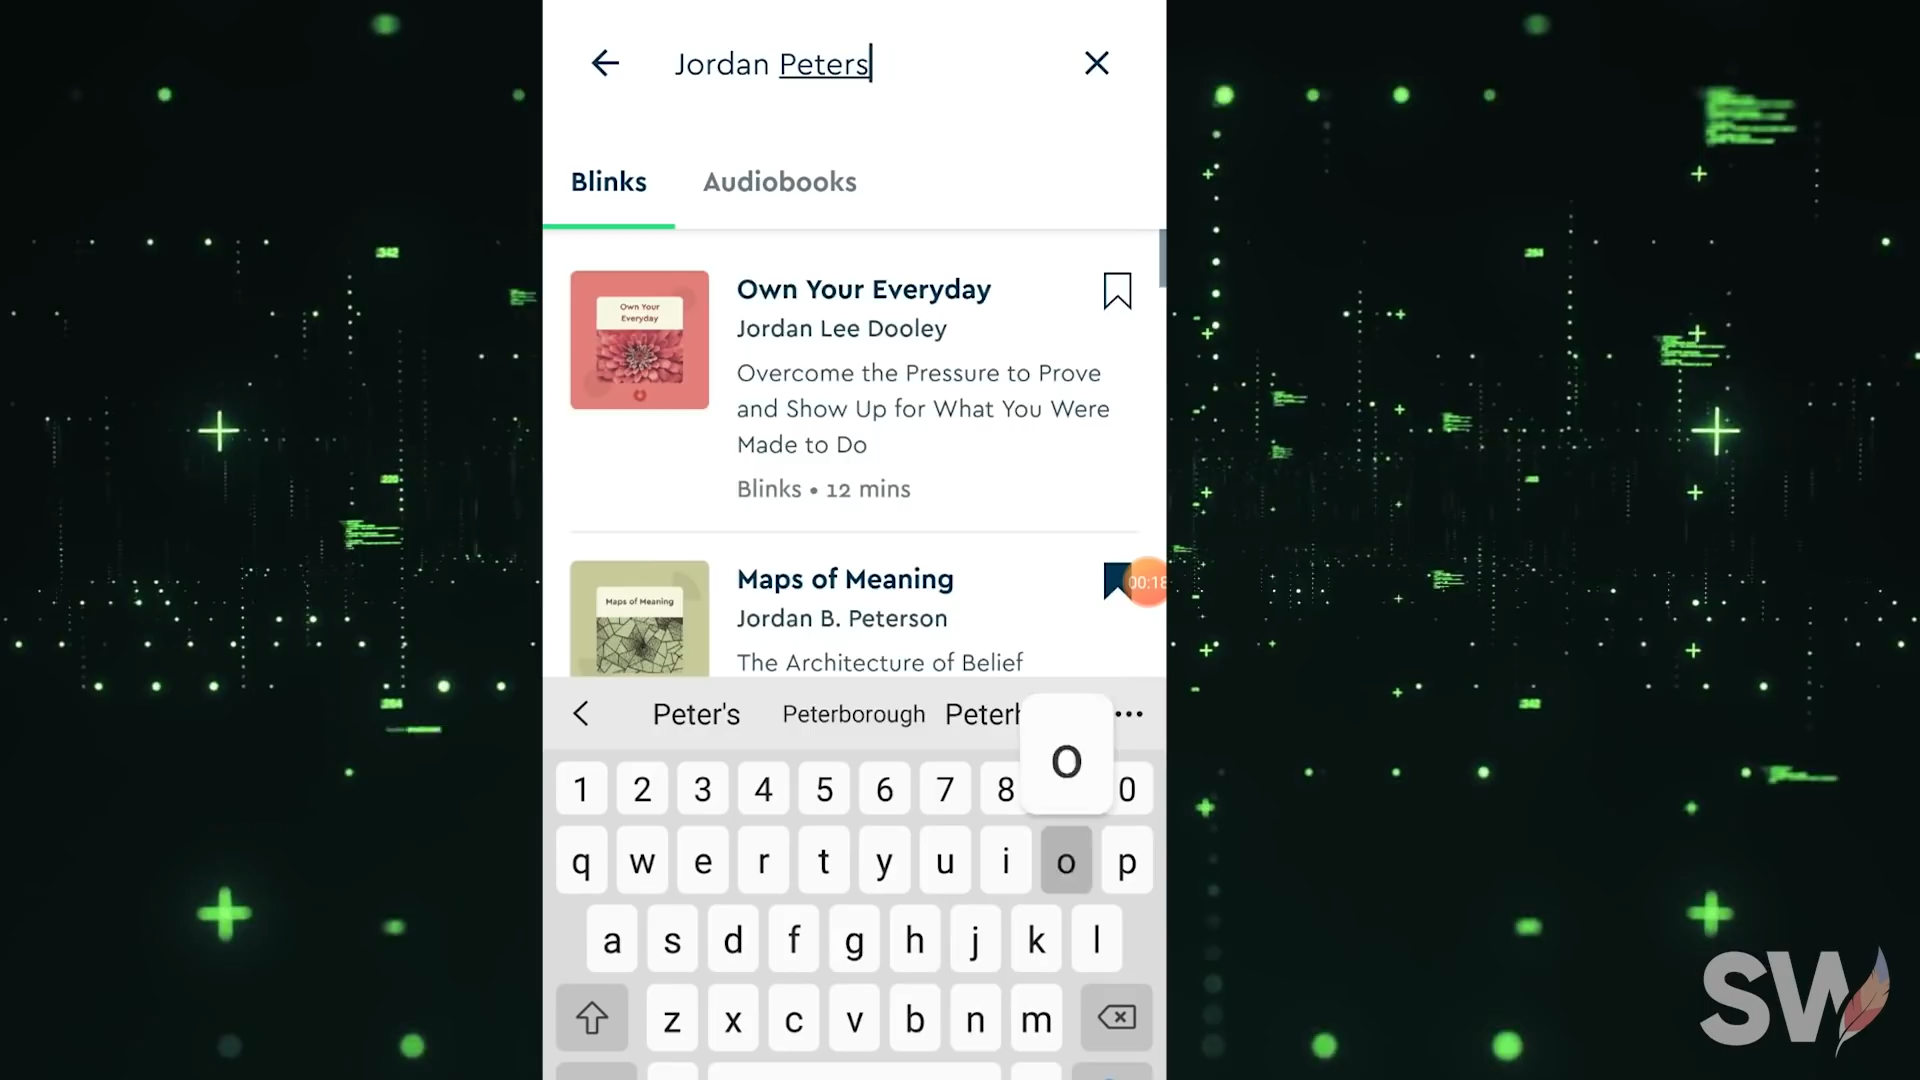 Jordan Peters
Blinks
Audiobooks
Own Your
Everyday
Own Your Everyday
Jordan Lee Dooley
Overcome the Pressure to Prove
and Show Up for What You Were
Made to Do
Blinks • 12 mins
Maps of Meaning
Maps of Meaning
Jordan B. Peterson
00:18
The Architecture of Belief
Peter's Peterborough
o
1 2 3 4 5 6 7 8 0
q w e r t y u i o p
a s d f g h j k l
z x c v b n m
342
264
SW